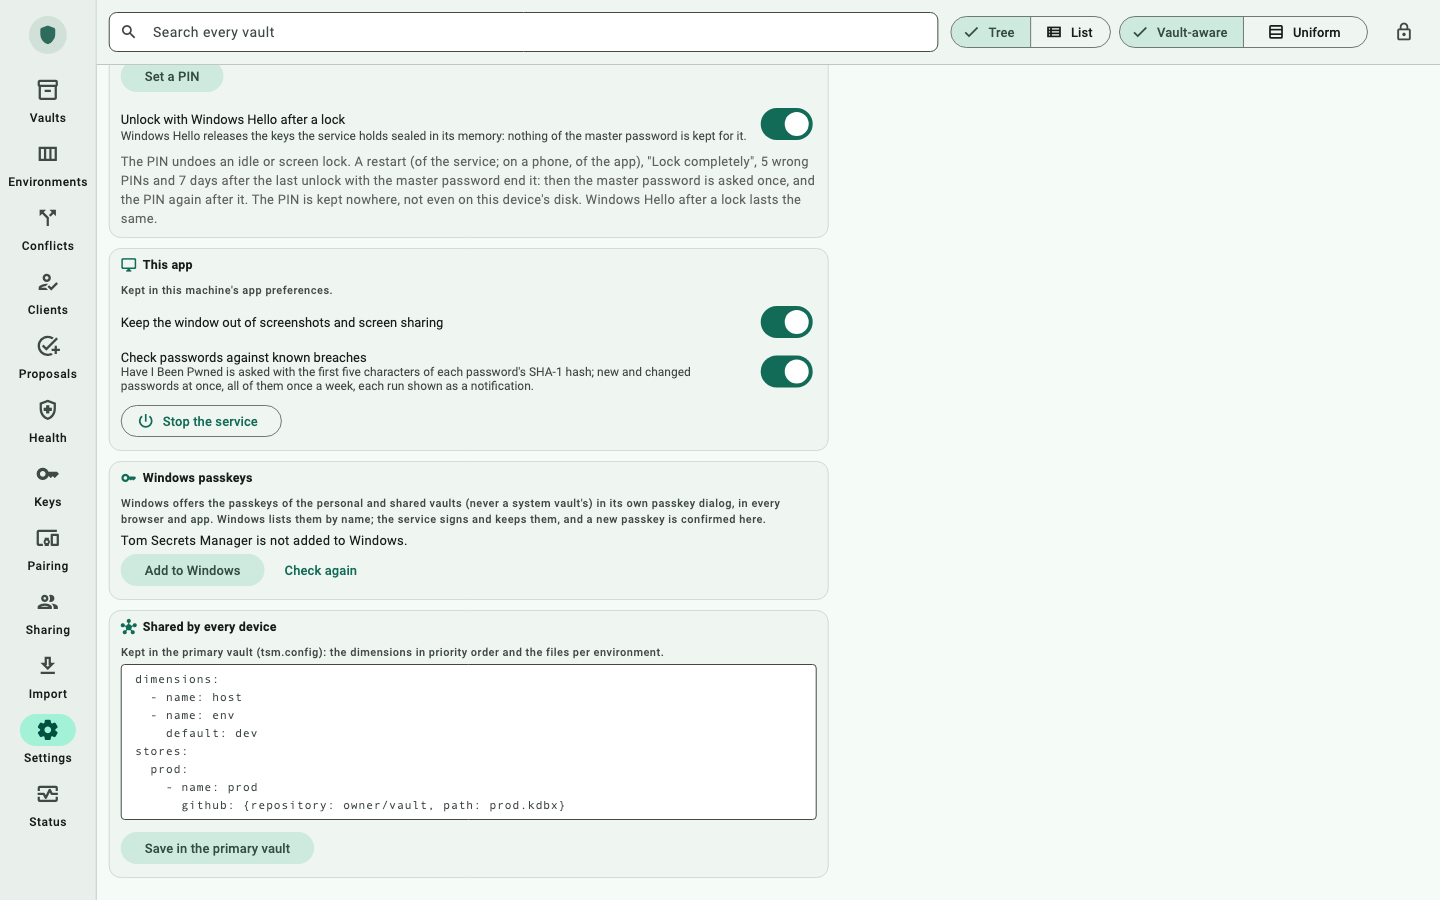 Search every vault
Tree
List
Vault-aware
Uniform
Vaults
Environments
Conflicts
Clients
Proposals
Health
Keys
Pairing
Sharing
Import
Settings
Status
Set a PIN
Unlock with Windows Hello after a lock
Windows Hello releases the keys the service holds sealed in its memory: nothing of the master password is kept for it.
The PIN undoes an idle or screen lock. A restart (of the service; on a phone, of the app), "Lock completely", 5 wrong
PINs and 7 days after the last unlock with the master password end it: then the master password is asked once, and
the PIN again after it. The PIN is kept nowhere, not even on this device's disk. Windows Hello after a lock lasts the
same.
This app
Kept in this machine's app preferences.
Keep the window out of screenshots and screen sharing
Check passwords against known breaches
Have I Been Pwned is asked with the first five characters of each password's SHA-1 hash; new and changed
passwords at once, all of them once a week, each run shown as a notification.
Stop the service
Windows passkeys
Windows offers the passkeys of the personal and shared vaults (never a system vault's) in its own passkey dialog, in every
browser and app. Windows lists them by name; the service signs and keeps them, and a new passkey is confirmed here.
Tom Secrets Manager is not added to Windows.
Add to Windows
Check again
Shared by every device
Kept in the primary vault (tsm.config): the dimensions in priority order and the files per environment.
dimensions:
  - name: host
  - name: env
    default: dev
stores:
  prod:
    - name: prod
      github: {repository: owner/vault, path: prod.kdbx}
Save in the primary vault